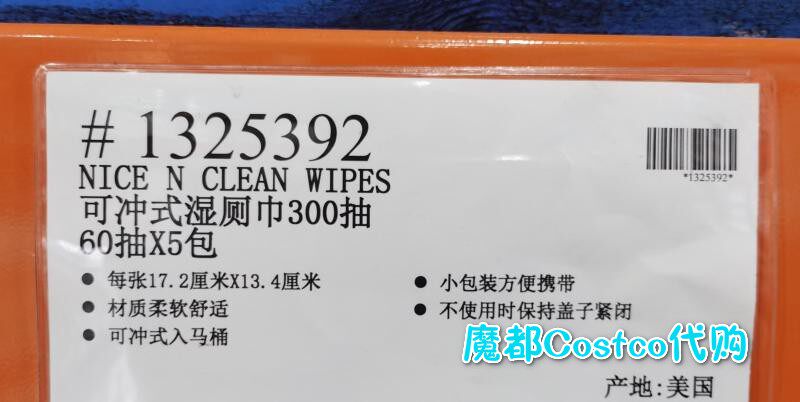 # 1325392
*1325392*
NICE N CLEAN WIPES
可冲式湿厕巾300抽
60抽X5包
● 每张17.2厘米X13.4厘米
● 材质柔软舒适
● 可冲式入马桶
● 小包装方便携带
● 不使用时保持盖子紧闭
魔都Costco代购
产地:美国